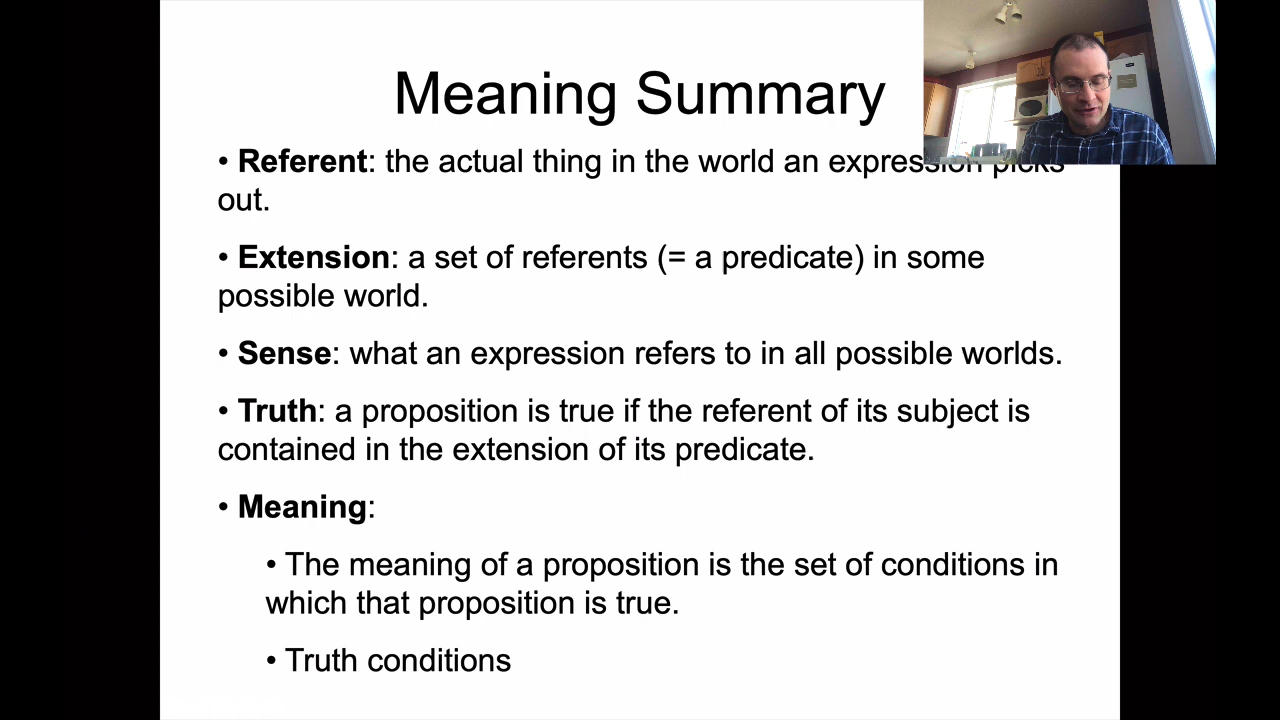 Meaning Summary
• Referent: the actual thing in the world an expression picks
out.
• Extension: a set of referents (= a predicate) in some
possible world.
• Sense: what an expression refers to in all possible worlds.
• Truth: a proposition is true if the referent of its subject is
contained in the extension of its predicate.
• Meaning:
• The meaning of a proposition is the set of conditions in
which that proposition is true.
• Truth conditions